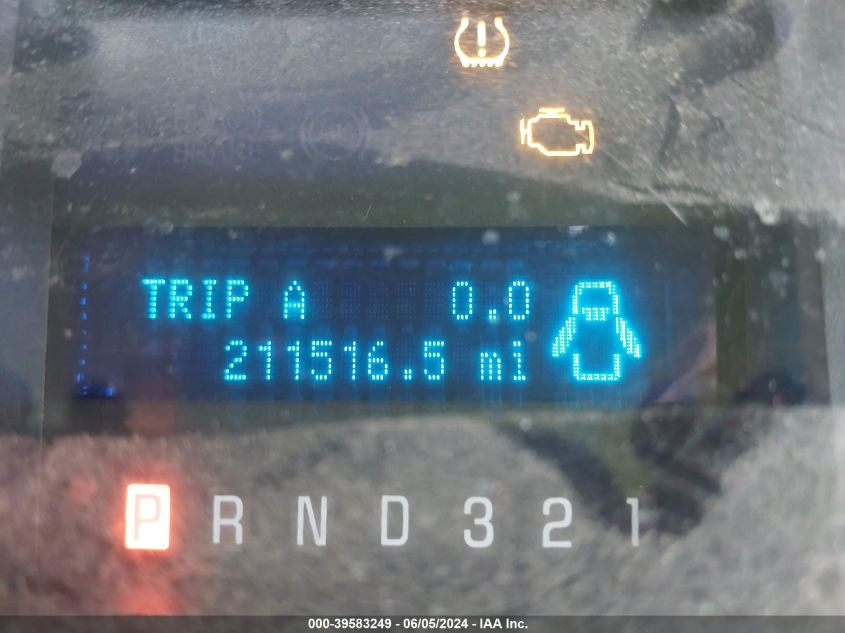 TRIP A 0.0
211516.5 mi
P R N D 3 2 1
000-39583249 - 06/05/2024 - IAA Inc.